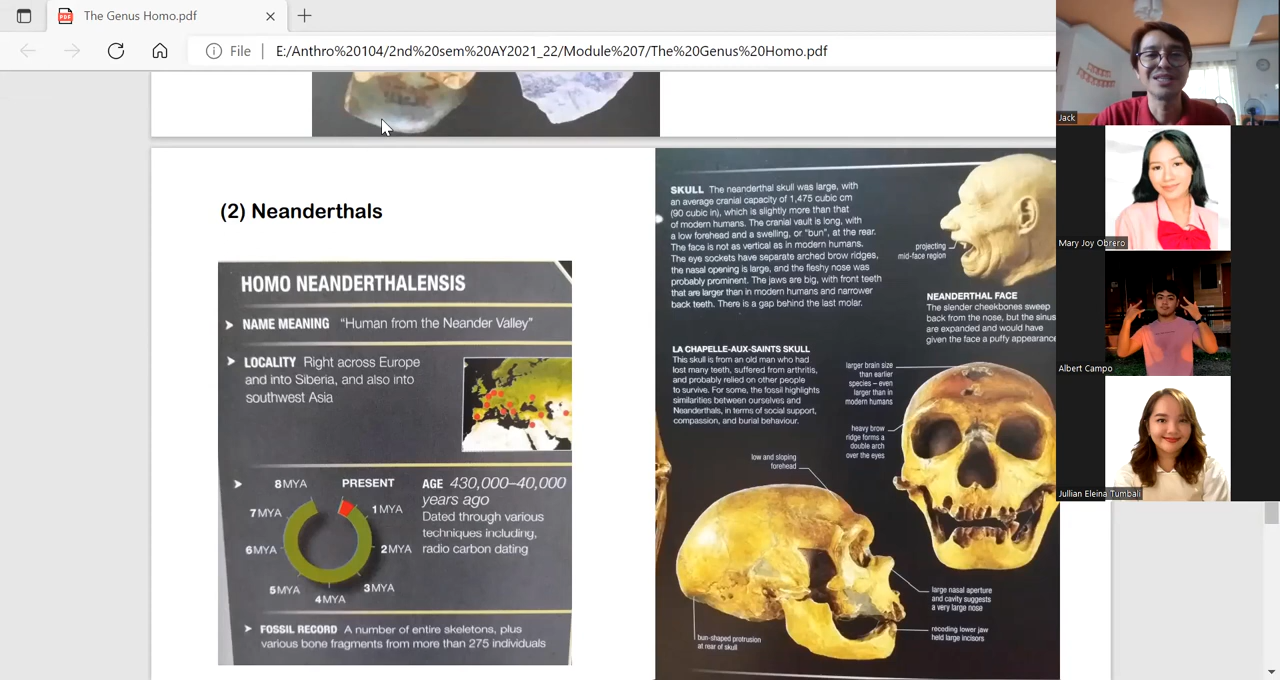 The Genus Homo.pdf
File
E:/Anthro%20104/2nd%20sem%20AY2021_22/Module%207/The%20Genus%20Homo.pdf
(2) Neanderthals
HOMO NEANDERTHALENSIS
NAME MEANING "Human from the Neander Valley"
LOCALITY Right across Europe
and into Siberia, and also into
southwest Asia
8MYA
PRESENT
7MYA
1MYA
6MYA
2MYA
5MYA
3MYA
4MYA
AGE 430,000–40,000
years ago
Dated through various
techniques including,
radio carbon dating
FOSSIL RECORD A number of entire skeletons, plus
various bone fragments from more than 275 individuals
SKULL The neanderthal skull was large, with
an average cranial capacity of 1,475 cubic cm
(90 cubic in), which is slightly more than that
of modern humans. The cranial vault is long, with
a low forehead and a swelling, or "bun", at the rear.
The face is not as vertical as in modern humans.
The eye sockets have separate arched brow ridges,
the nasal opening is large, and the fleshy nose was
probably prominent. The jaws are big, with front teeth
that are larger than in modern humans and narrower
back teeth. There is a gap behind the last molar.
projecting
mid-face region
NEANDERTHAL FACE
The slender cheekbones sweep
back from the nose, but the sinus
are expanded and would have
given the face a puffy appearance
LA CHAPELLE-AUX-SAINTS SKULL
This skull is from an old man who had
lost many teeth, suffered from arthritis,
and probably relied on other people
to survive. For some, the fossil highlights
similarities between ourselves and
Neanderthals, in terms of social support,
compassion, and burial behaviour.
larger brain size
than earlier
species – even
larger than in
modern humans
heavy brow
ridge forms a
double arch
over the eyes
low and sloping
forehead
large nasal aperture
and cavity suggests
a very large nose
receding lower jaw
held large incisors
bun-shaped protrusion
at rear of skull
Jack
Mary Joy Obrero
Albert Campo
Jullian Eleina Tumbali